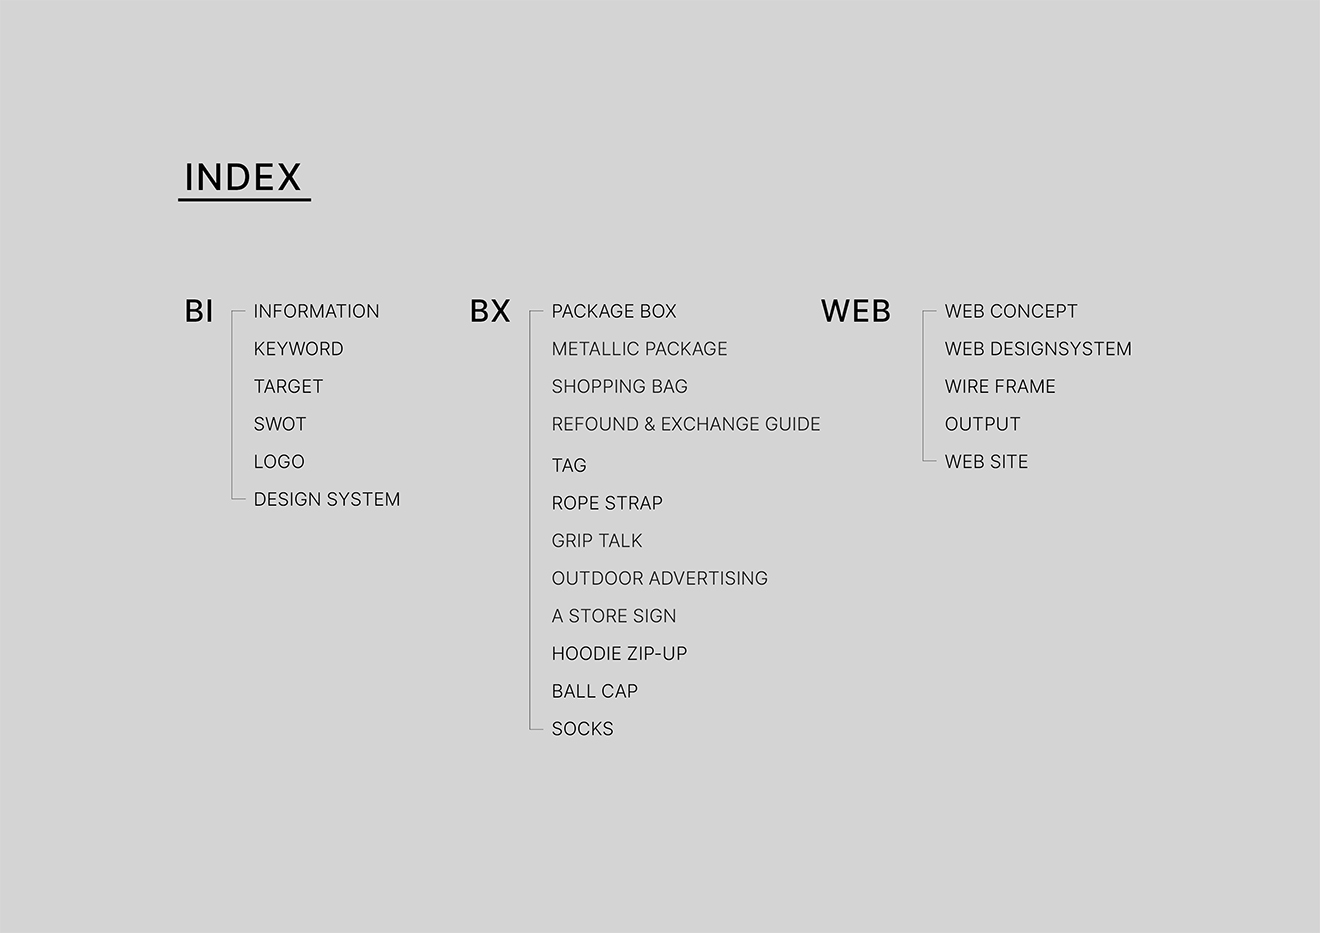 INDEX
BI
INFORMATION
KEYWORD
TARGET
SWOT
LOGO
DESIGN SYSTEM
BX
PACKAGE BOX
METALLIC PACKAGE
SHOPPING BAG
REFOUND & EXCHANGE GUIDE
TAG
ROPE STRAP
GRIP TALK
OUTDOOR ADVERTISING
A STORE SIGN
HOODIE ZIP-UP
BALL CAP
SOCKS
WEB
WEB CONCEPT
WEB DESIGNSYSTEM
WIRE FRAME
OUTPUT
WEB SITE